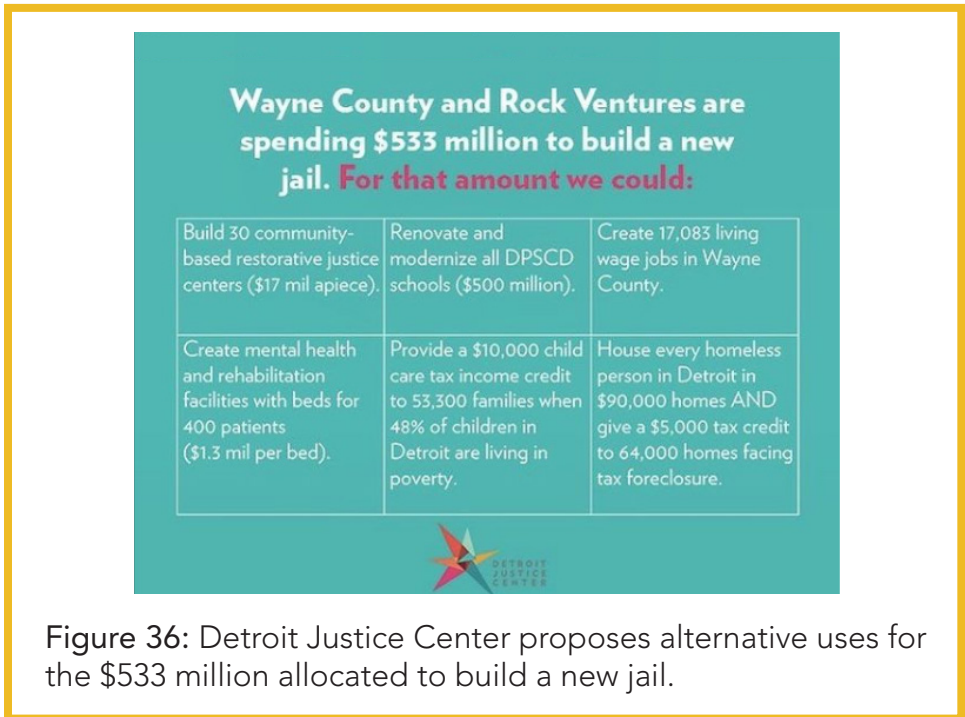 Wayne County and Rock Ventures are
spending $533 million to build a new
jail. For that amount we could:
Build 30 community-
based restorative justice
centers ($17 mil apiece).
Renovate and
modernize all DPSCD
schools ($500 million).
Create 17,083 living
wage jobs in Wayne
County.
Create mental health
and rehabilitation
facilities with beds for
400 patients
($1.3 mil per bed).
Provide a $10,000 child
care tax income credit
to 53,300 families when
48% of children in
Detroit are living in
poverty.
House every homeless
person in Detroit in
$90,000 homes AND
give a $5,000 tax credit
to 64,000 homes facing
tax foreclosure.
DETROIT
JUSTICE
CENTER
Figure 36: Detroit Justice Center proposes alternative uses for
the $533 million allocated to build a new jail.